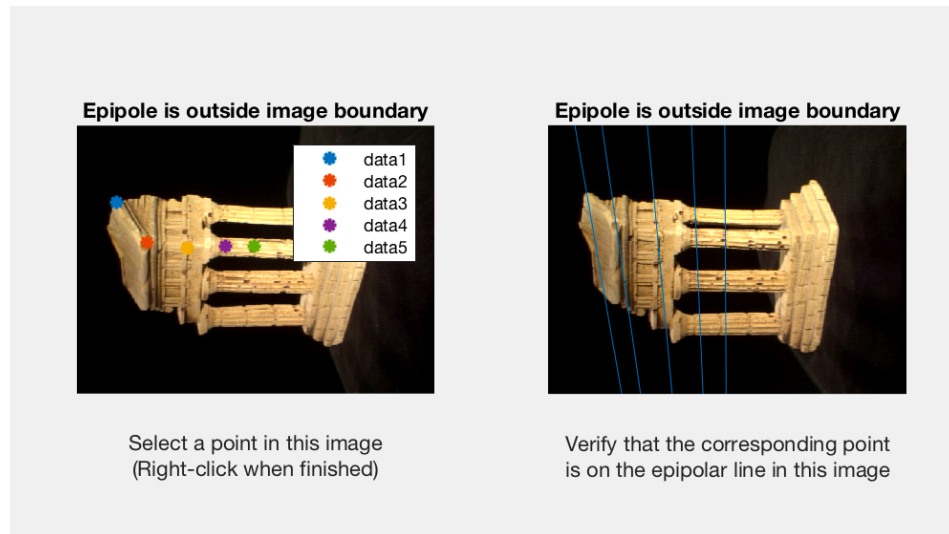 Epipole is outside image boundary
data1
data2
data3
data4
data5
Select a point in this image
(Right-click when finished)
Epipole is outside image boundary
Verify that the corresponding point
is on the epipolar line in this image